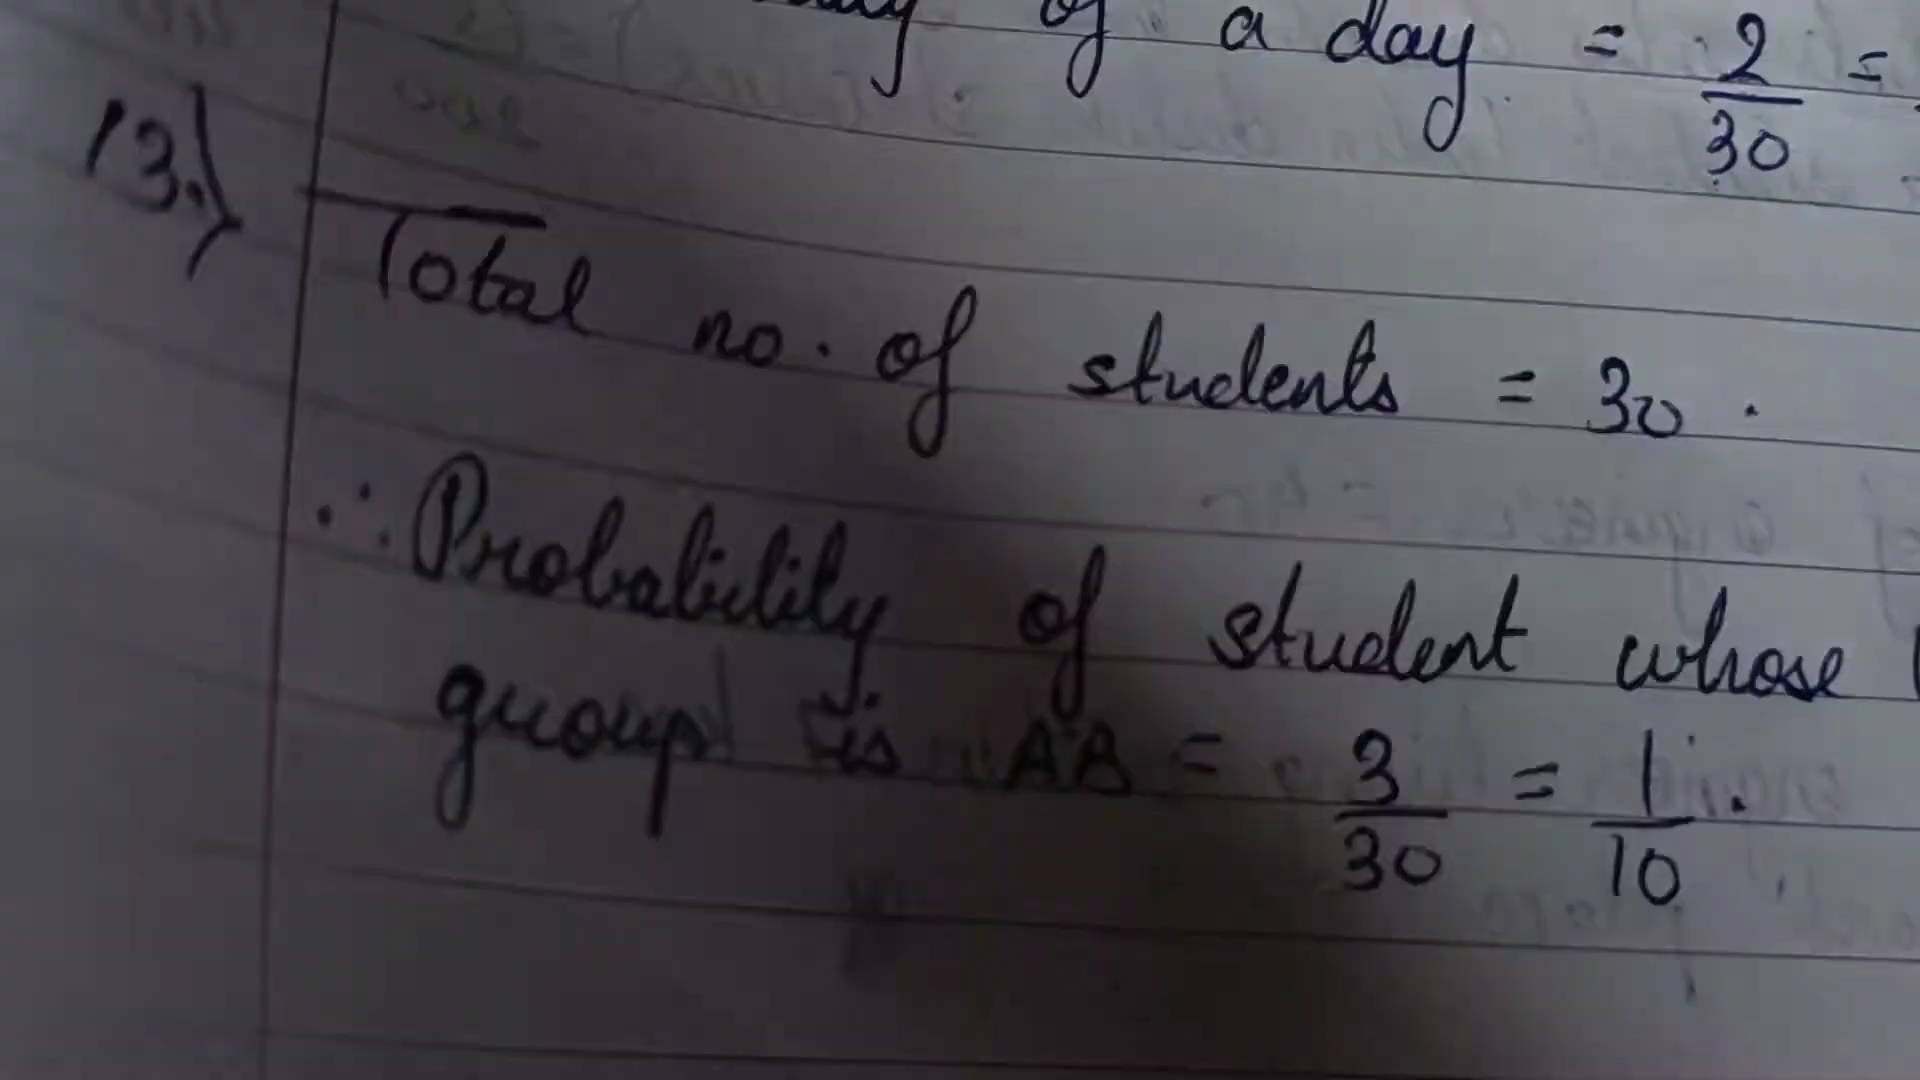 of a day = 2/30 =
13.) Total no. of students = 30.
∴ Probability of student whose
group is AB = 3/30 = 1/10.